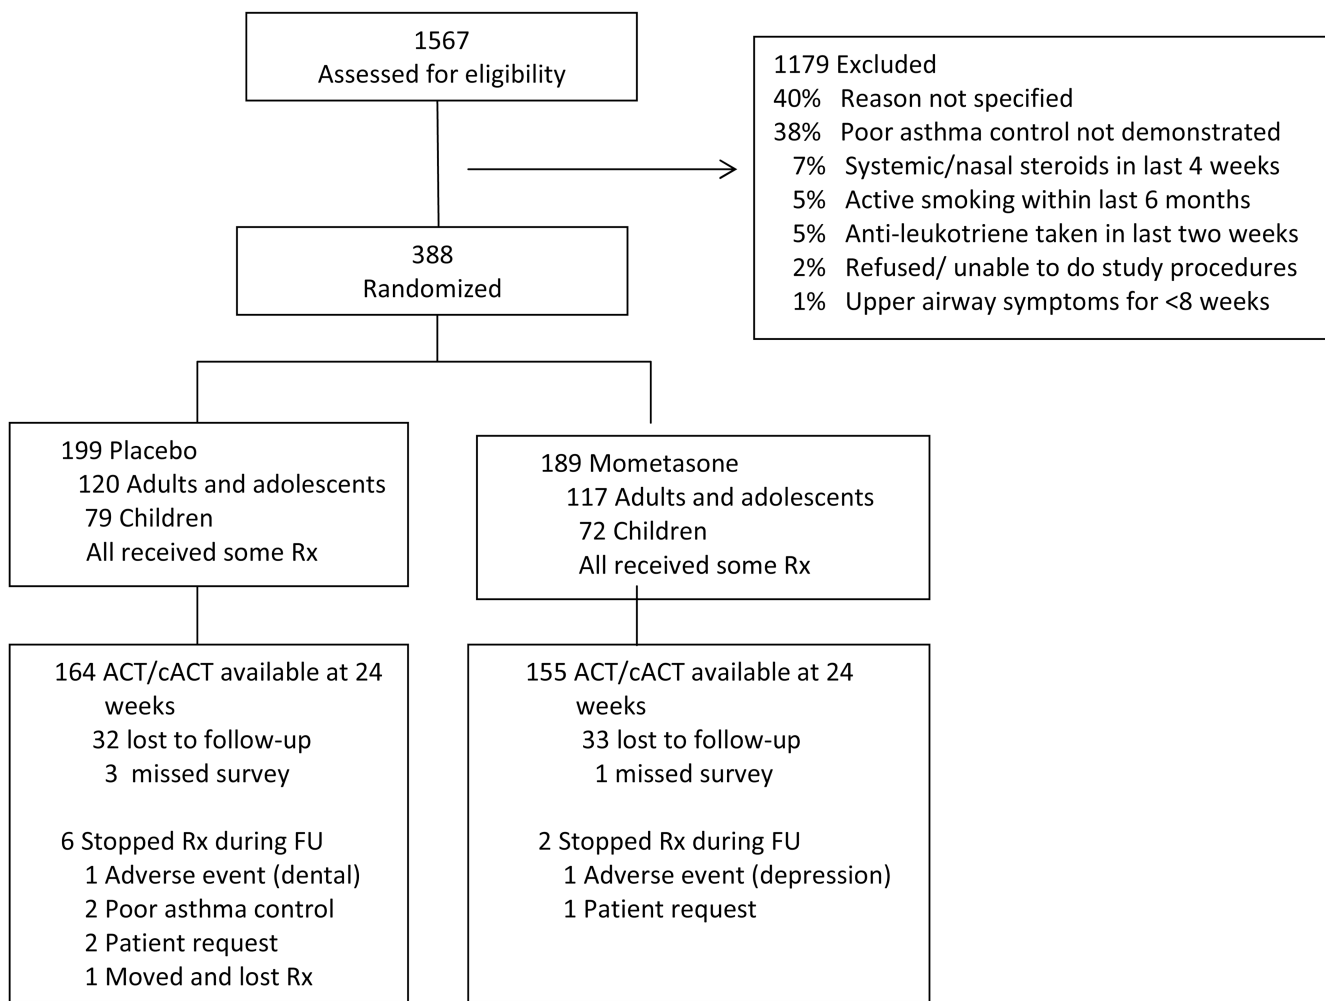 1567
Assessed for eligibility
1179 Excluded
40% Reason not specified
38% Poor asthma control not demonstrated
7% Systemic/nasal steroids in last 4 weeks
5% Active smoking within last 6 months
5% Anti-leukotriene taken in last two weeks
2% Refused/ unable to do study procedures
1% Upper airway symptoms for <8 weeks
388
Randomized
199 Placebo
120 Adults and adolescents
79 Children
All received some Rx
189 Mometasone
117 Adults and adolescents
72 Children
All received some Rx
164 ACT/cACT available at 24
weeks
32 lost to follow-up
3 missed survey
6 Stopped Rx during FU
1 Adverse event (dental)
2 Poor asthma control
2 Patient request
1 Moved and lost Rx
155 ACT/cACT available at 24
weeks
33 lost to follow-up
1 missed survey
2 Stopped Rx during FU
1 Adverse event (depression)
1 Patient request